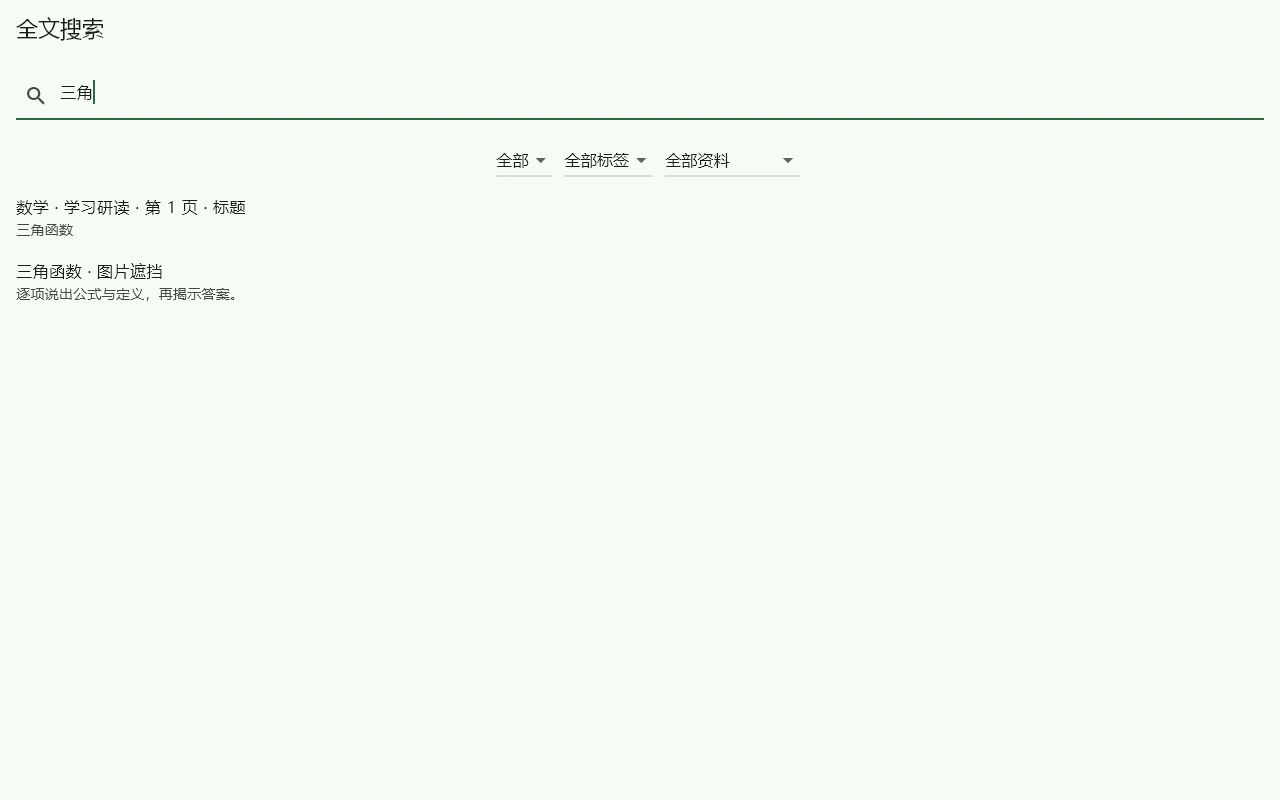 全文搜索
三角
全部 全部标签 全部资料
数学 · 学习研读 · 第 1 页 · 标题
三角函数
三角函数 · 图片遮挡
逐项说出公式与定义，再揭示答案。